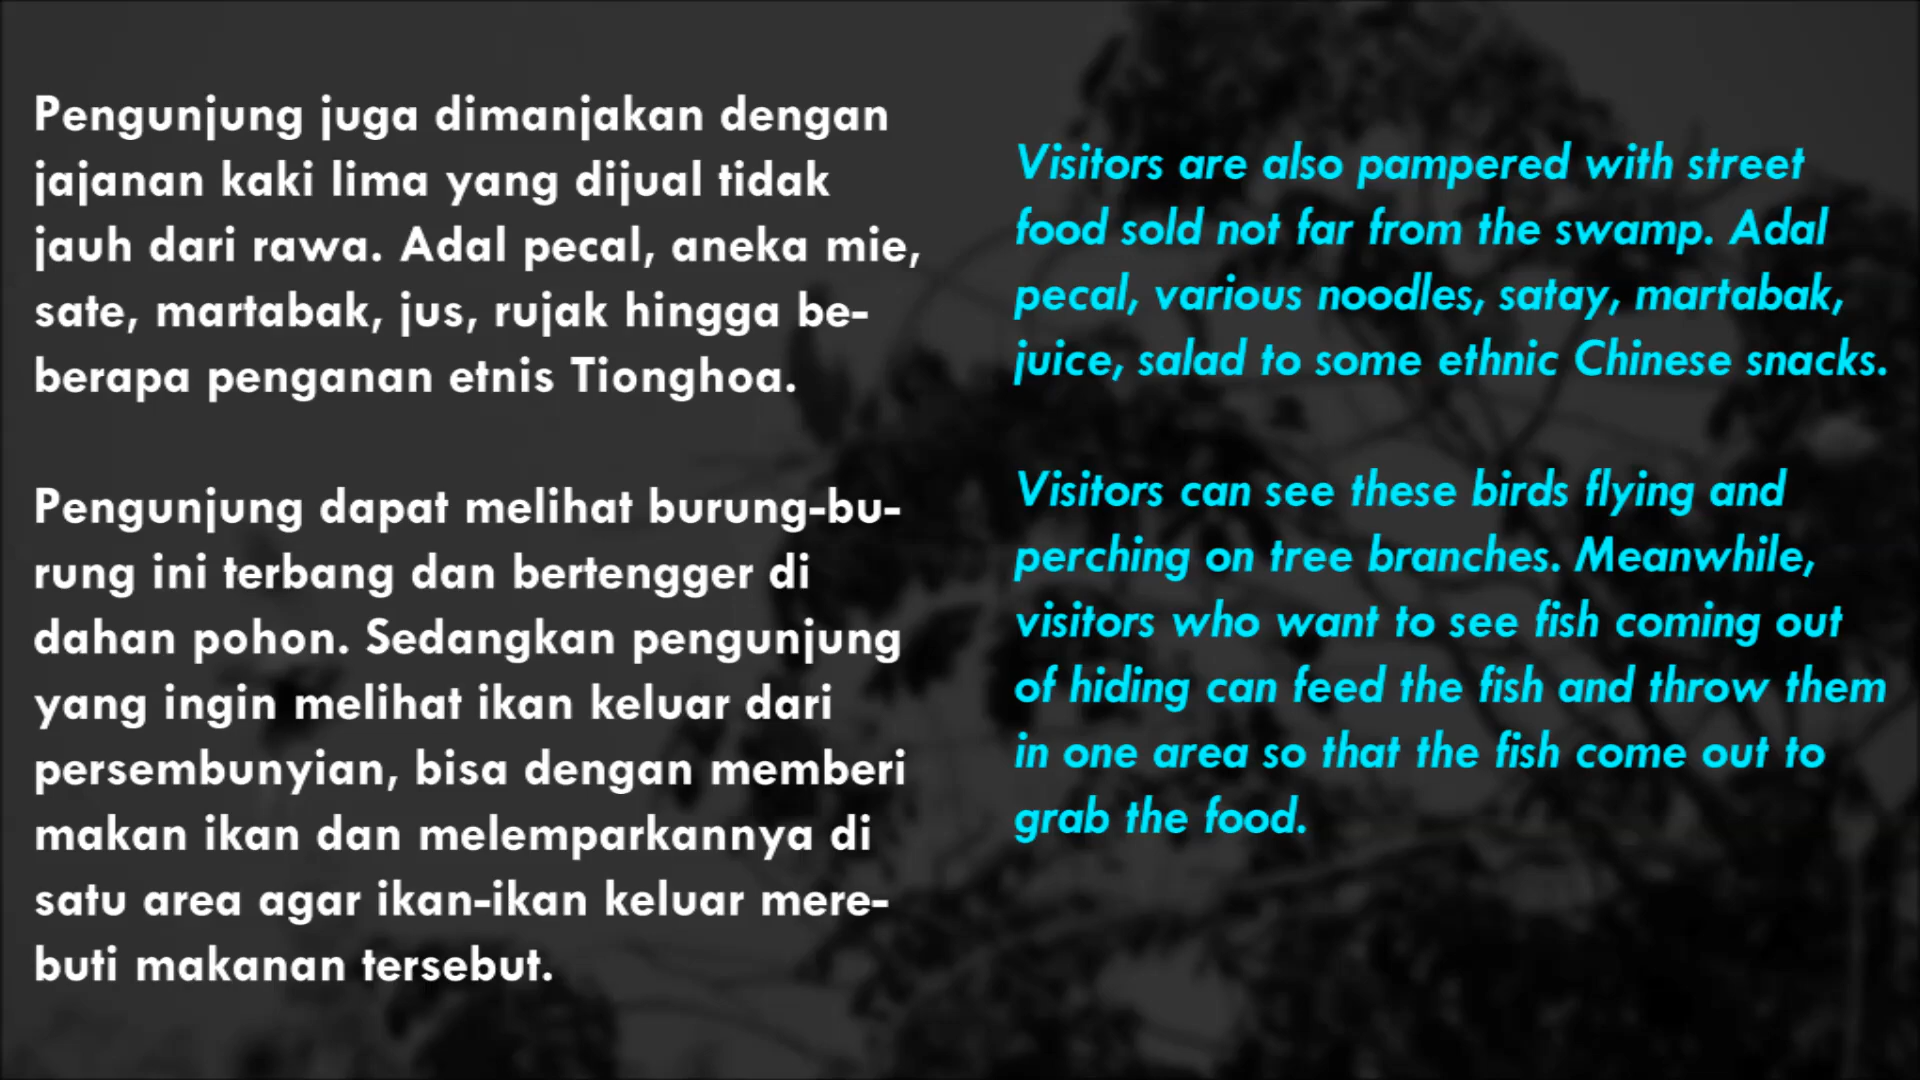 Pengunjung juga dimanjakan dengan
jajanan kaki lima yang dijual tidak
jauh dari rawa. Adal pecal, aneka mie,
sate, martabak, jus, rujak hingga be-
berapa penganan etnis Tionghoa.
Pengunjung dapat melihat burung-bu-
rung ini terbang dan bertengger di
dahan pohon. Sedangkan pengunjung
yang ingin melihat ikan keluar dari
persembunyian, bisa dengan memberi
makan ikan dan melemparkannya di
satu area agar ikan-ikan keluar mere-
buti makanan tersebut.
Visitors are also pampered with street
food sold not far from the swamp. Adal
pecal, various noodles, satay, martabak,
juice, salad to some ethnic Chinese snacks.
Visitors can see these birds flying and
perching on tree branches. Meanwhile,
visitors who want to see fish coming out
of hiding can feed the fish and throw them
in one area so that the fish come out to
grab the food.